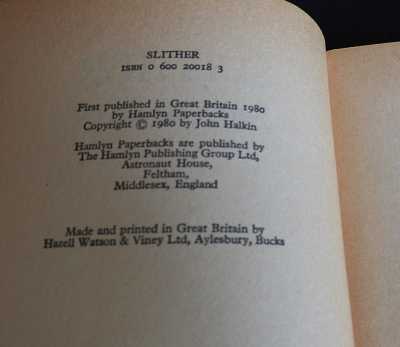 SLITHER
ISBN 0 600 20018 3
First published in Great Britain 1980
by Hamlyn Paperbacks
Copyright © 1980 by John Halkin
Hamlyn Paperbacks are published by
The Hamlyn Publishing Group Ltd,
Astronaut House,
Feltham,
Middlesex, England
Made and printed in Great Britain by
Hazell Watson & Viney Ltd, Aylesbury, Bucks